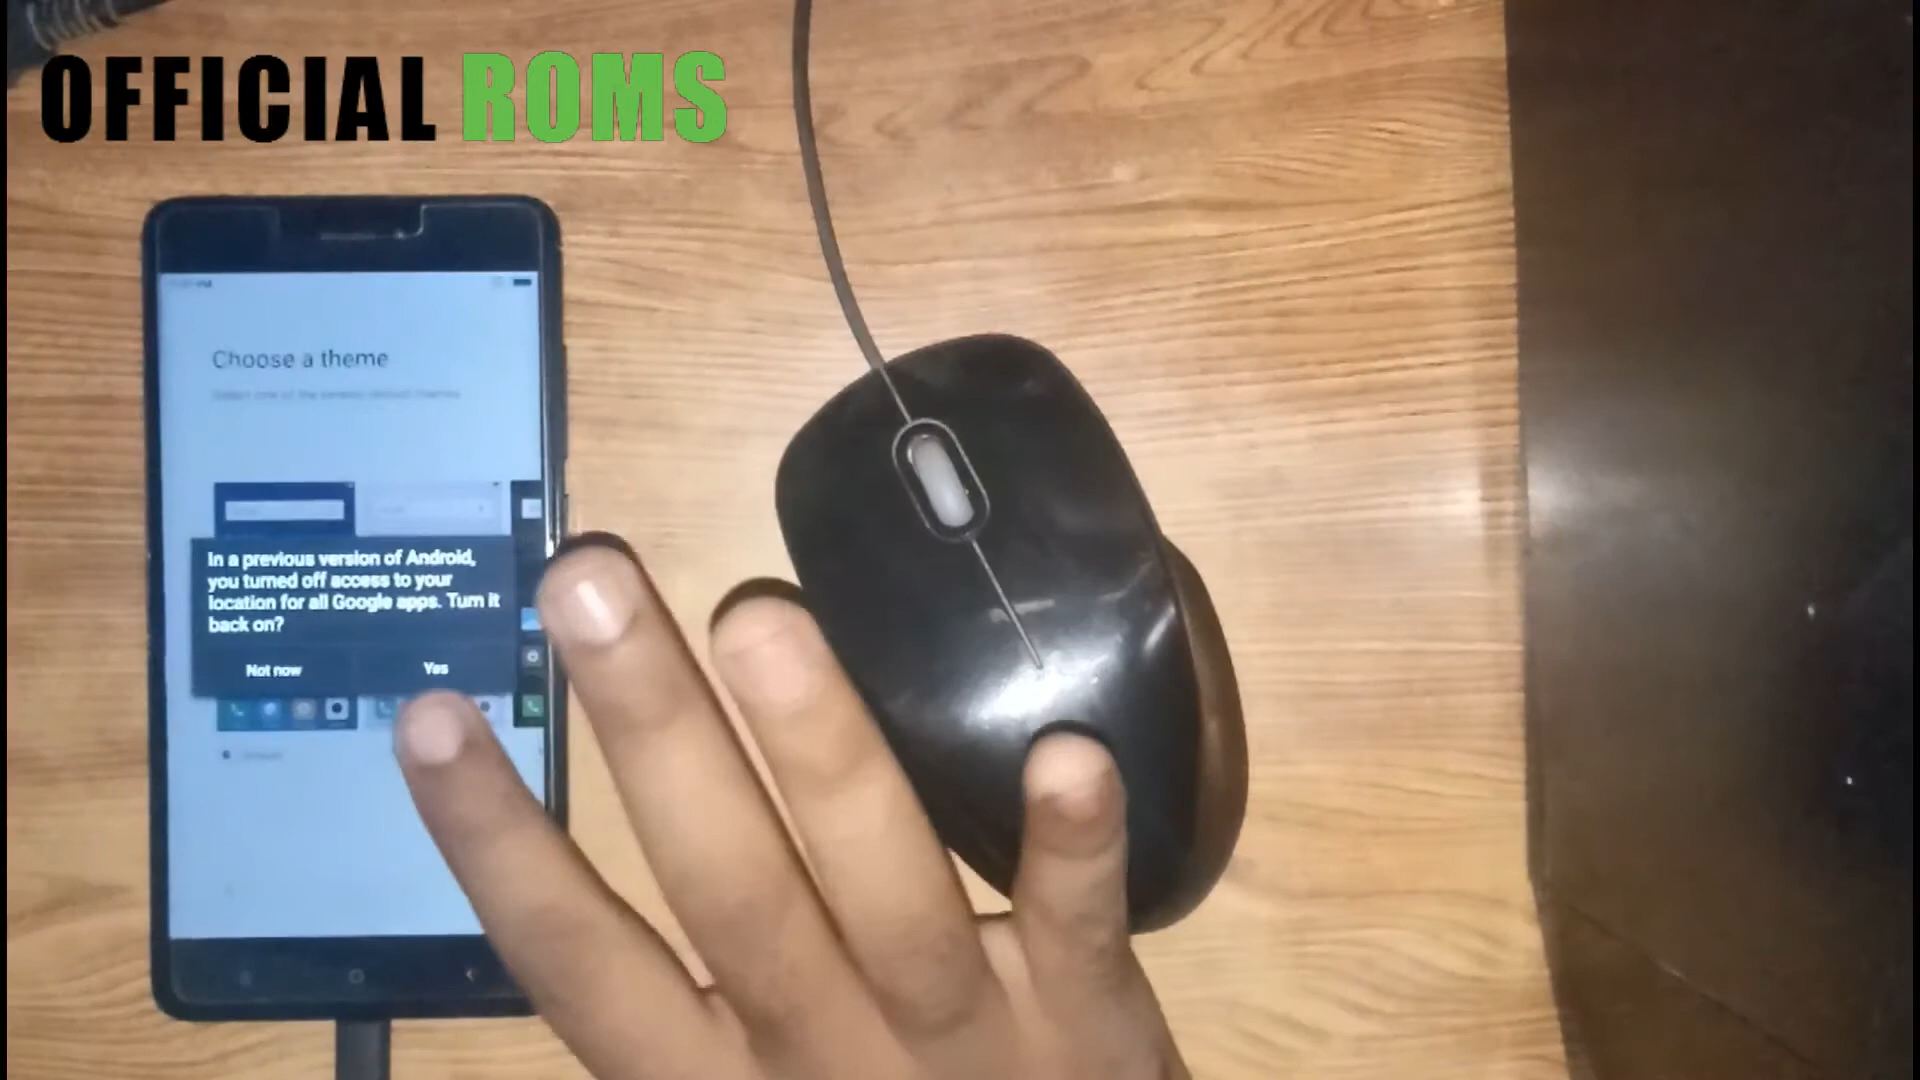 OFFICIAL ROMS
Choose a theme
In a previous version of Android,
you turned off access to your
location for all Google apps. Turn it
back on?
Not now
Yes